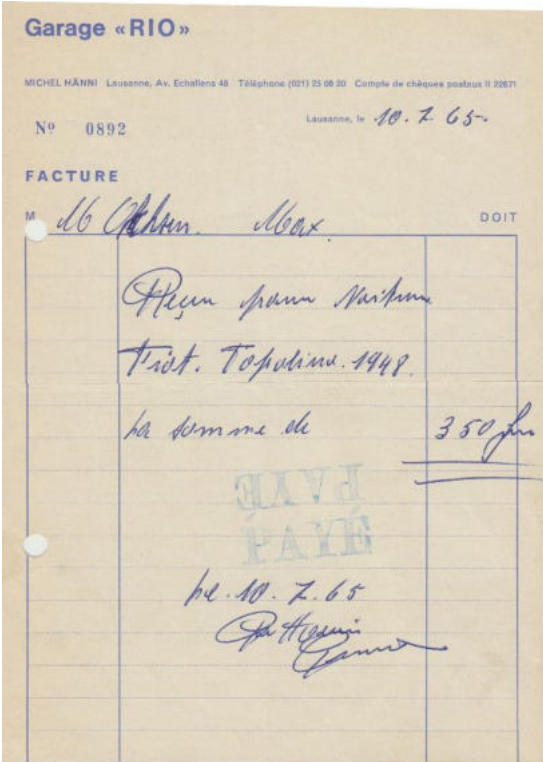 Garage «RIO»
MICHEL HÄNNI Lausanne, Av. Echallens 48 Téléphone (021) 25 06 20 Compte de chèques postaux II 22671
Nº 0892
Lausanne, le 10.7.65.
FACTURE
M M Max DOIT
Reçu pour voiture
Fiat. Topolino. 1948.
La somme de 350 frs
PAYÉ
PAYÉ
le. 10.7.65